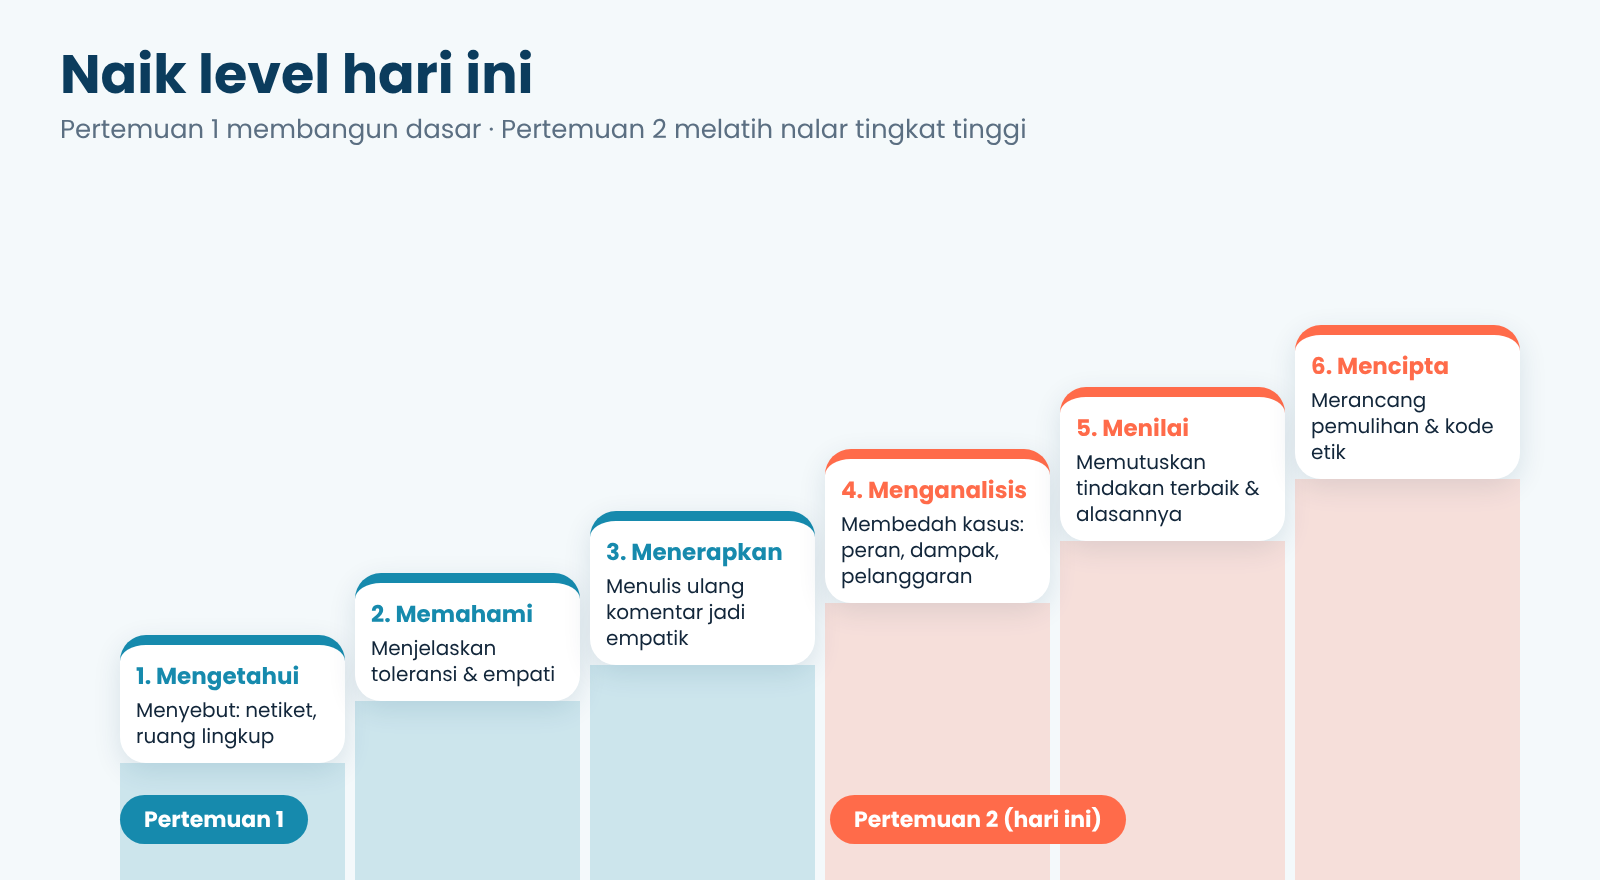 Naik level hari ini
Pertemuan 1 membangun dasar · Pertemuan 2 melatih nalar tingkat tinggi
1. Mengetahui
Menyebut: netiket,
ruang lingkup
2. Memahami
Menjelaskan
toleransi & empati
3. Menerapkan
Menulis ulang
komentar jadi
empatik
4. Menganalisis
Membedah kasus:
peran, dampak,
pelanggaran
5. Menilai
Memutuskan
tindakan terbaik &
alasannya
6. Mencipta
Merancang
pemulihan & kode
etik
Pertemuan 1
Pertemuan 2 (hari ini)